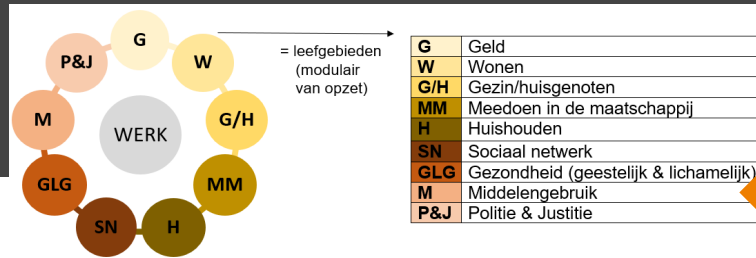 G
W
G/H
MM
H
SN
GLG
M
P&J
WERK
= leefgebieden
(modulair
van opzet)
G Geld
W Wonen
G/H Gezin/huisgenoten
MM Meedoen in de maatschappij
H Huishouden
SN Sociaal netwerk
GLG Gezondheid (geestelijk & lichamelijk)
M Middelengebruik
P&J Politie & Justitie